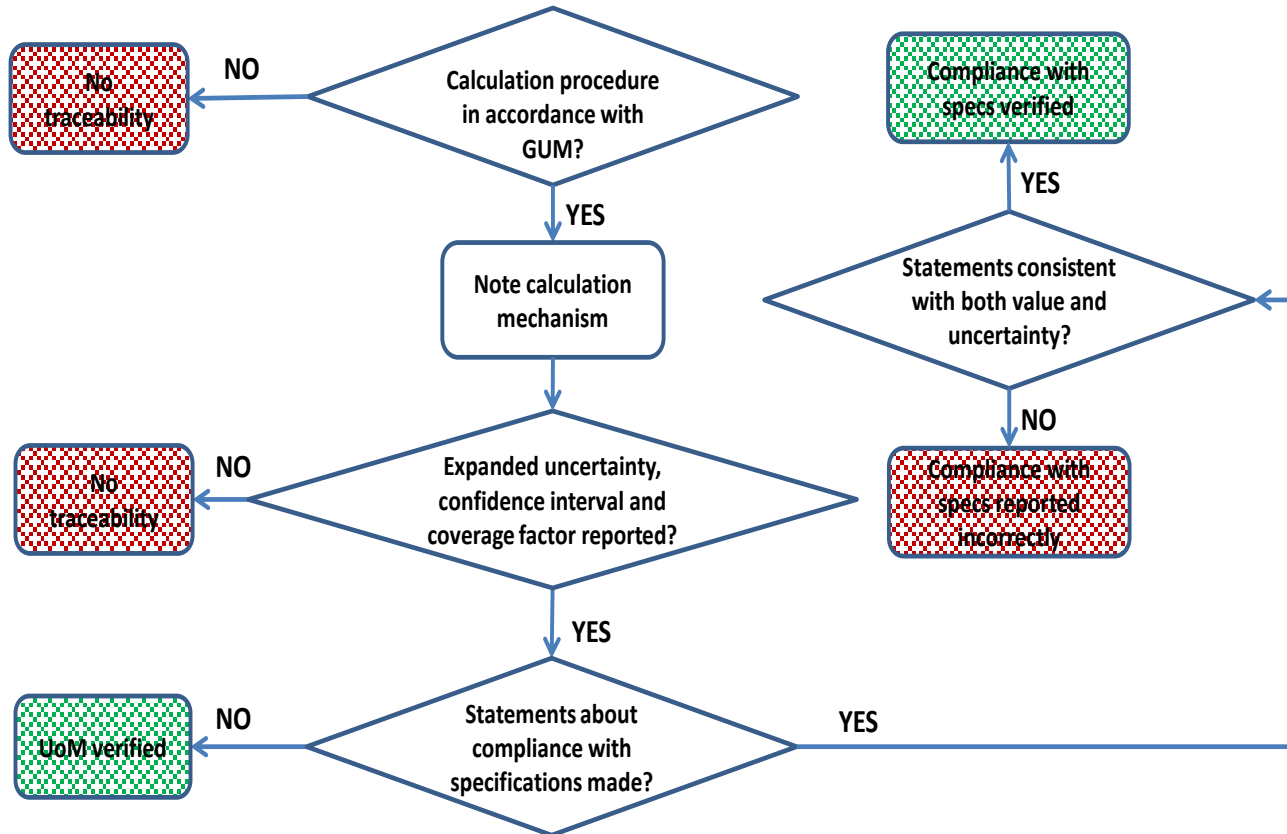 NO
No
traceability
Calculation procedure
in accordance with
GUM?
YES
Note calculation
mechanism
NO
No
traceability
Expanded uncertainty,
confidence interval and
coverage factor reported?
YES
NO
UoM verified
Statements about
compliance with
specifications made?
YES
Statements consistent
with both value and
uncertainty?
YES
Compliance with
specs verified
NO
Compliance with
specs reported
incorrectly